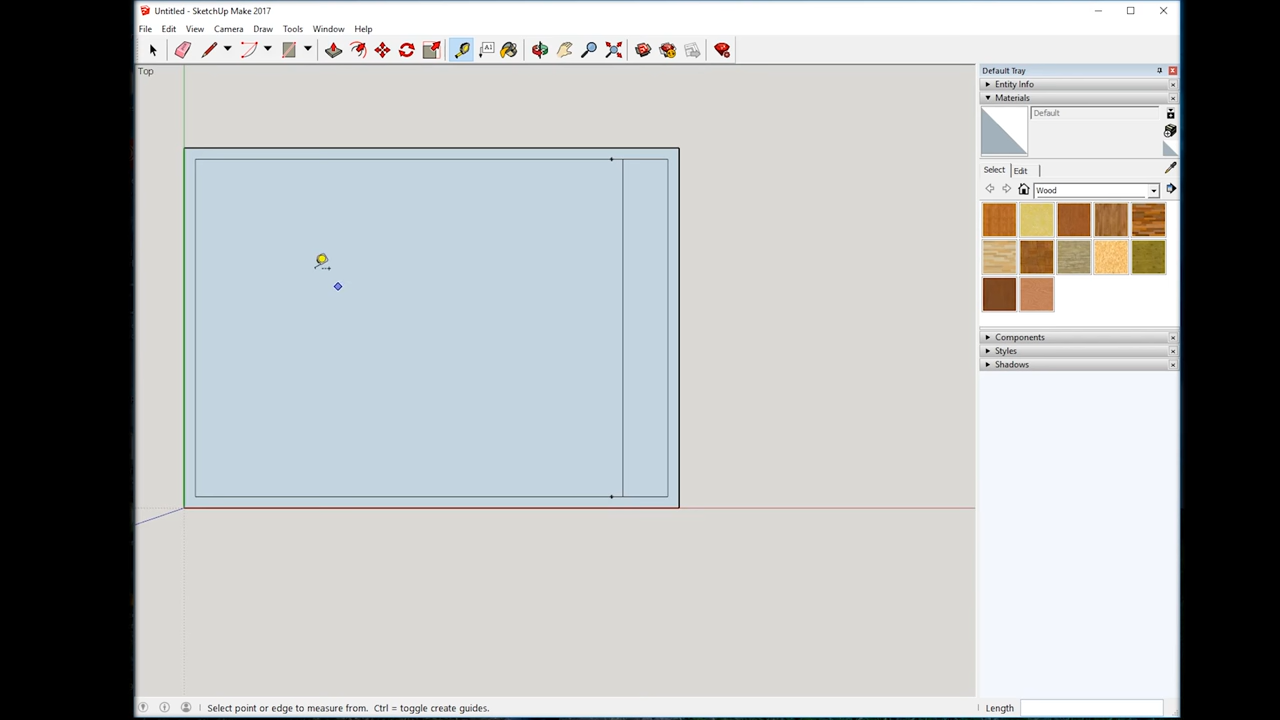 Untitled - SketchUp Make 2017
File Edit View Camera Draw Tools Window Help
A1
Top
Default Tray
Entity Info
Materials
Default
Select Edit
Wood
Components
Styles
Shadows
Select point or edge to measure from. Ctrl = toggle create guides.
Length